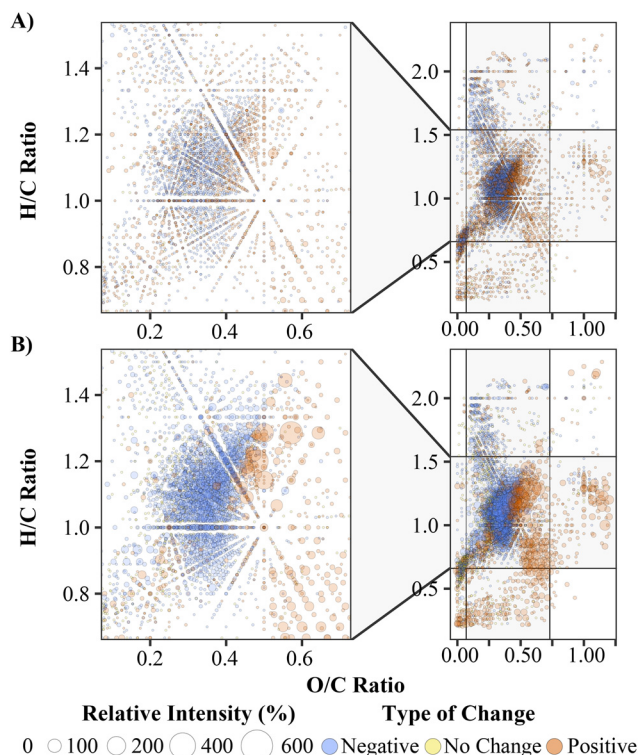 A)
H/C Ratio
1.4
1.2
1.0
0.8
0.2 0.4 0.6
2.0
1.5
1.0
0.5
0.00 0.50 1.00
B)
H/C Ratio
1.4
1.2
1.0
0.8
0.2 0.4 0.6
2.0
1.5
1.0
0.5
0.00 0.50 1.00
O/C Ratio
Relative Intensity (%) Type of Change
0 100 200 400 600 Negative No Change Positive